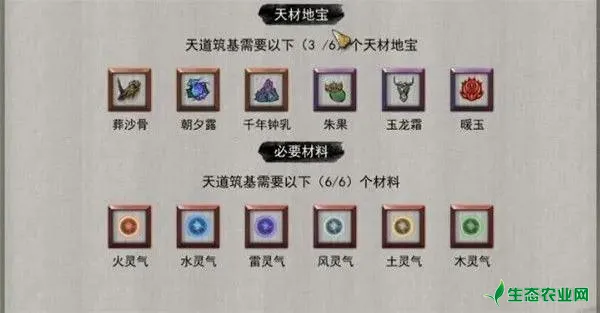 天材地宝
天道筑基需要以下（3 /6）个天材地宝
葬沙骨 朝夕露 千年钟乳 朱果 玉龙霜 暖玉
必要材料
天道筑基需要以下（6/6）个材料
火灵气 水灵气 雷灵气 风灵气 土灵气 木灵气
生态农业网